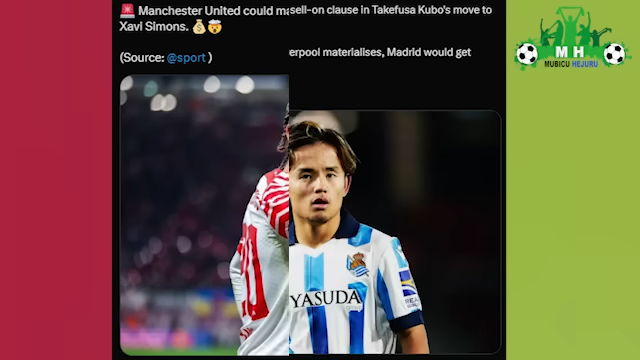 🚨 Manchester United could ma
Xavi Simons. 💰🤯
(Source: @sport )
sell-on clause in Takefusa Kubo's move to
erpool materialises, Madrid would get
YASUDA
M H
MUBICU HEJURU